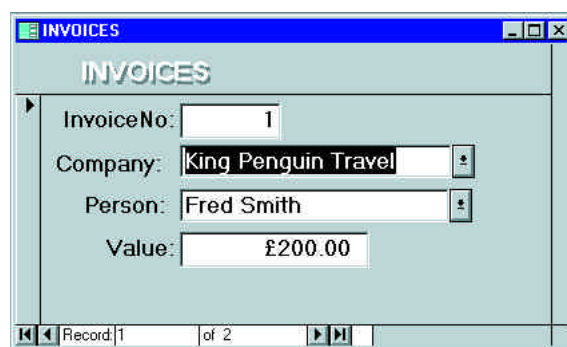 INVOICES
INVOICES
InvoiceNo: 1
Company: King Penguin Travel
Person: Fred Smith
Value: £200.00
Record: 1 of 2